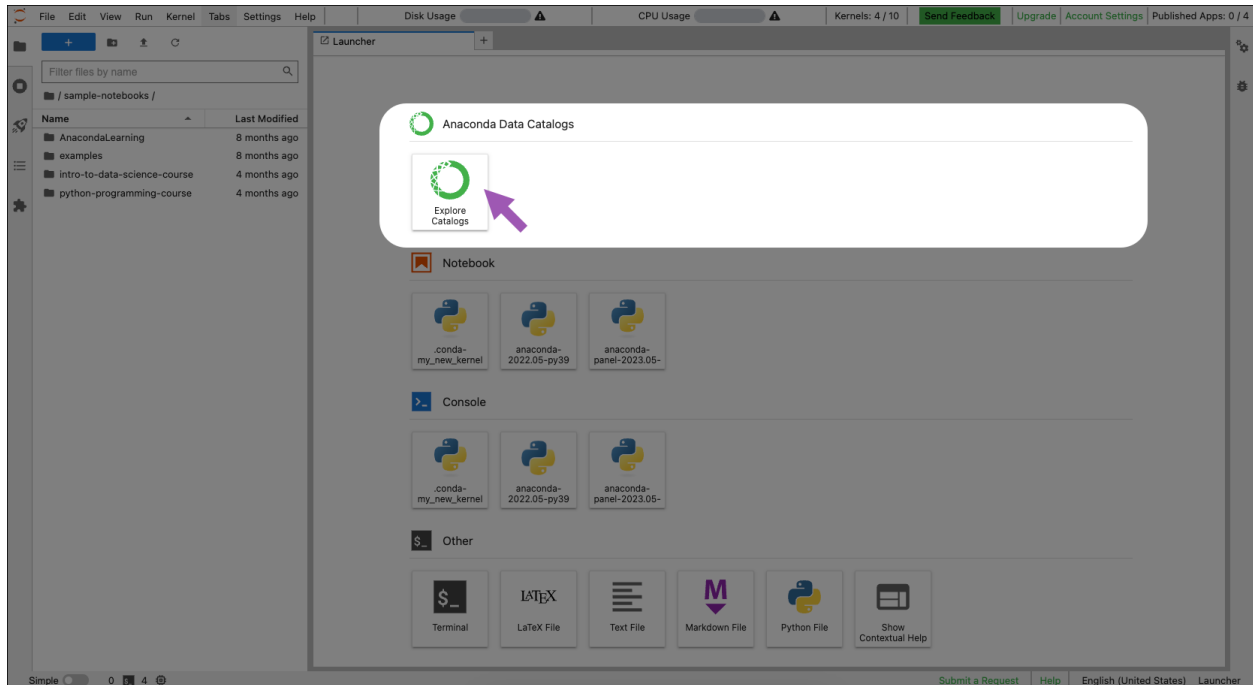 File Edit View Run Kernel Tabs Settings Help Disk Usage CPU Usage Kernels: 4 / 10 Send Feedback Upgrade Account Settings Published Apps: 0 / 4
+
Filter files by name
/ sample-notebooks /
Name Last Modified
AnacondaLearning 8 months ago
examples 8 months ago
intro-to-data-science-course 4 months ago
python-programming-course 4 months ago
Launcher +
Anaconda Data Catalogs
Explore
Catalogs
Notebook
.conda-
my_new_kernel
anaconda-
2022.05-py39
anaconda-
panel-2023.05-
>_ Console
.conda-
my_new_kernel
anaconda-
2022.05-py39
anaconda-
panel-2023.05-
$_ Other
$_
Terminal
LATEX
LaTeX File
Text File
M
Markdown File
Python File
Show
Contextual Help
Simple 0 $_ 4 Submit a Request Help English (United States) Launcher